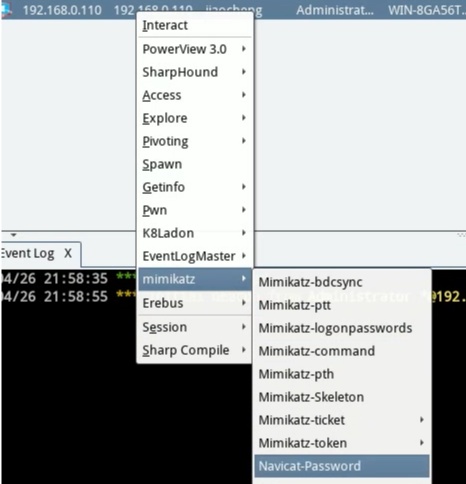 192.168.0.110 192.168.0.110 jiaocheng Administrat... WIN-8GA56T..
Interact
PowerView 3.0
SharpHound
Access
Explore
Pivoting
Spawn
Getinfo
Pwn
K8Ladon
Event Log X
EventLogMaster
04/26 21:58:35 ***
mimikatz
Mimikatz-bdcsync
04/26 21:58:55 ***
@192.
Erebus
Mimikatz-ptt
Session
Mimikatz-logonpasswords
Sharp Compile
Mimikatz-command
Mimikatz-pth
Mimikatz-Skeleton
Mimikatz-ticket
Mimikatz-token
Navicat-Password